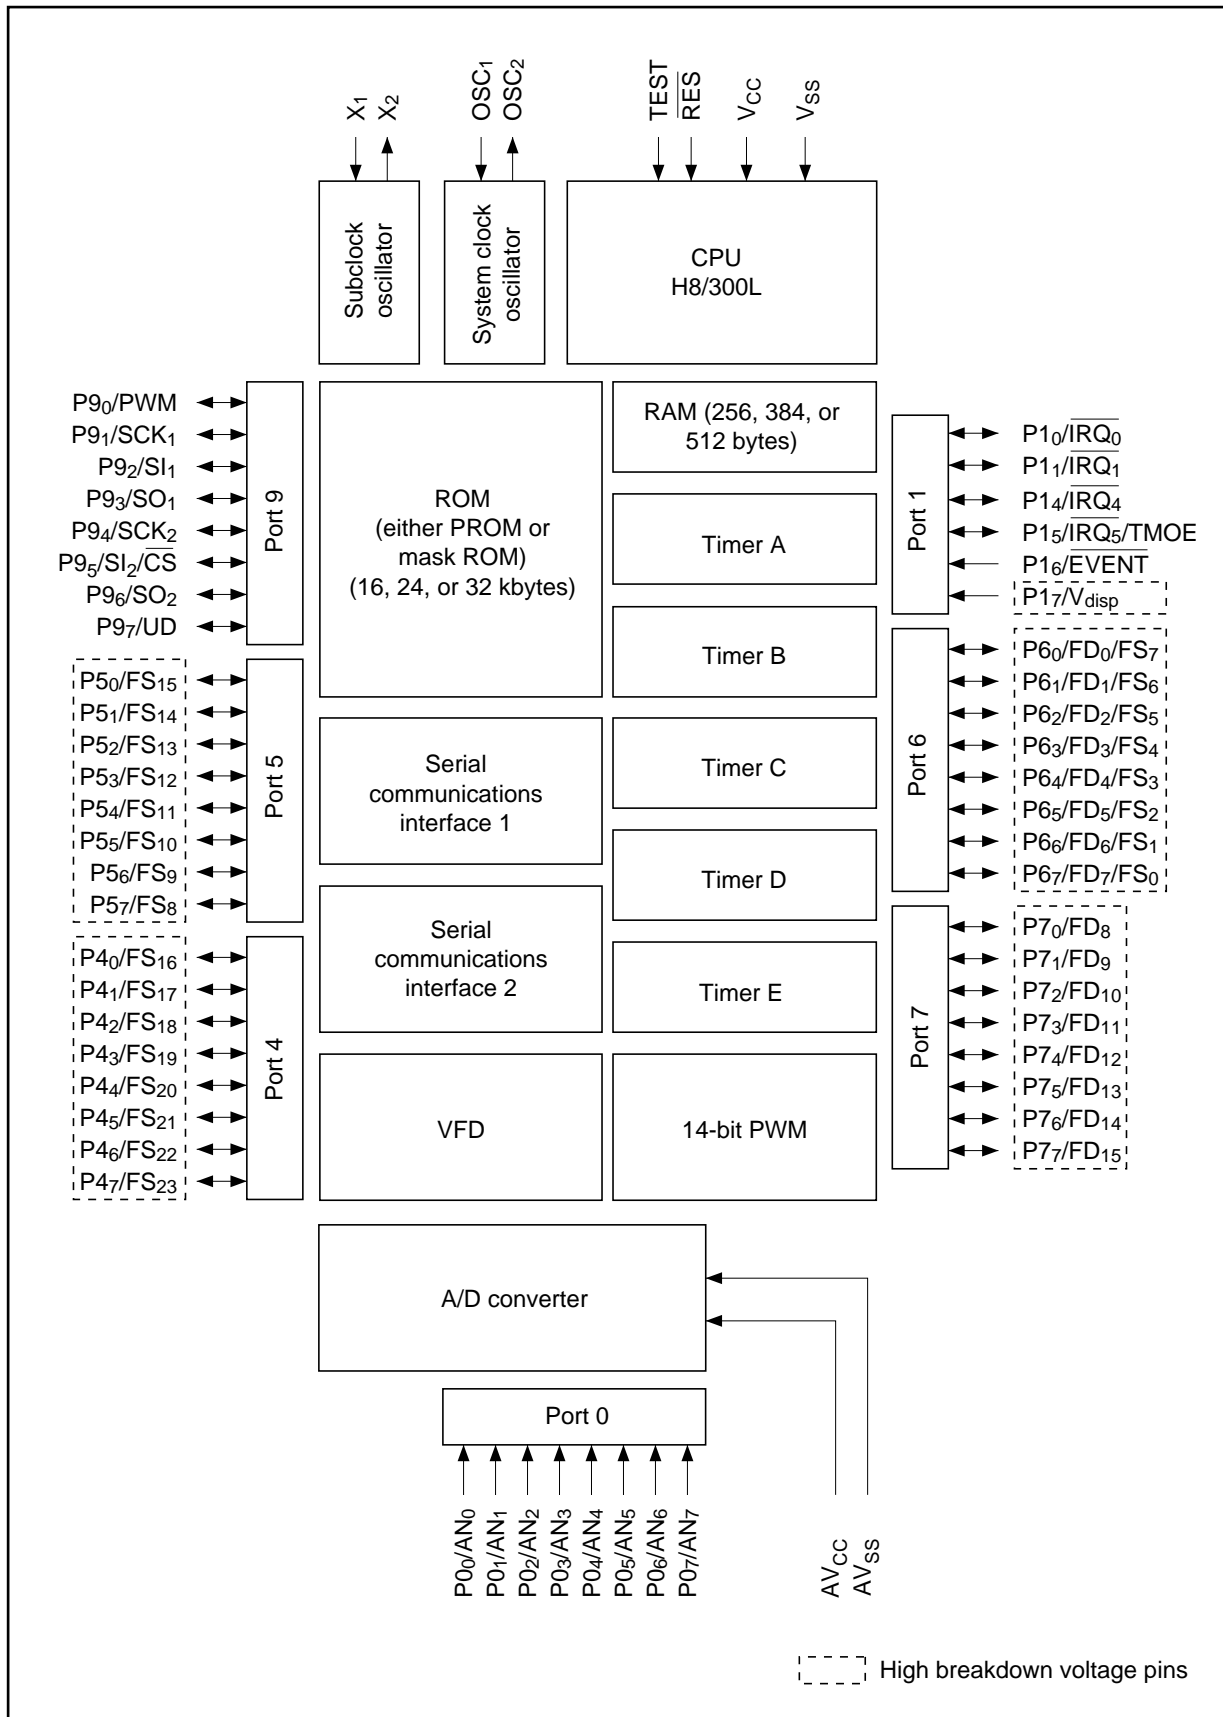 X1
X2
OSC1
OSC2
TEST
RES
VCC
VSS
Subclock
oscillator
System clock
oscillator
CPU
H8/300L
P90/PWM
P91/SCK1
P92/SI1
P93/SO1
P94/SCK2
P95/SI2/CS
P96/SO2
P97/UD
Port 9
P50/FS15
P51/FS14
P52/FS13
P53/FS12
P54/FS11
P55/FS10
P56/FS9
P57/FS8
Port 5
P40/FS16
P41/FS17
P42/FS18
P43/FS19
P44/FS20
P45/FS21
P46/FS22
P47/FS23
Port 4
ROM
(either PROM or
mask ROM)
(16, 24, or 32 kbytes)
Serial
communications
interface 1
Serial
communications
interface 2
VFD
RAM (256, 384, or
512 bytes)
Timer A
Timer B
Timer C
Timer D
Timer E
14-bit PWM
Port 1
P10/IRQ0
P11/IRQ1
P14/IRQ4
P15/IRQ5/TMOE
P16/EVENT
P17/Vdisp
Port 6
P60/FD0/FS7
P61/FD1/FS6
P62/FD2/FS5
P63/FD3/FS4
P64/FD4/FS3
P65/FD5/FS2
P66/FD6/FS1
P67/FD7/FS0
Port 7
P70/FD8
P71/FD9
P72/FD10
P73/FD11
P74/FD12
P75/FD13
P76/FD14
P77/FD15
A/D converter
Port 0
P00/AN0
P01/AN1
P02/AN2
P03/AN3
P04/AN4
P05/AN5
P06/AN6
P07/AN7
AVCC
AVSS
High breakdown voltage pins